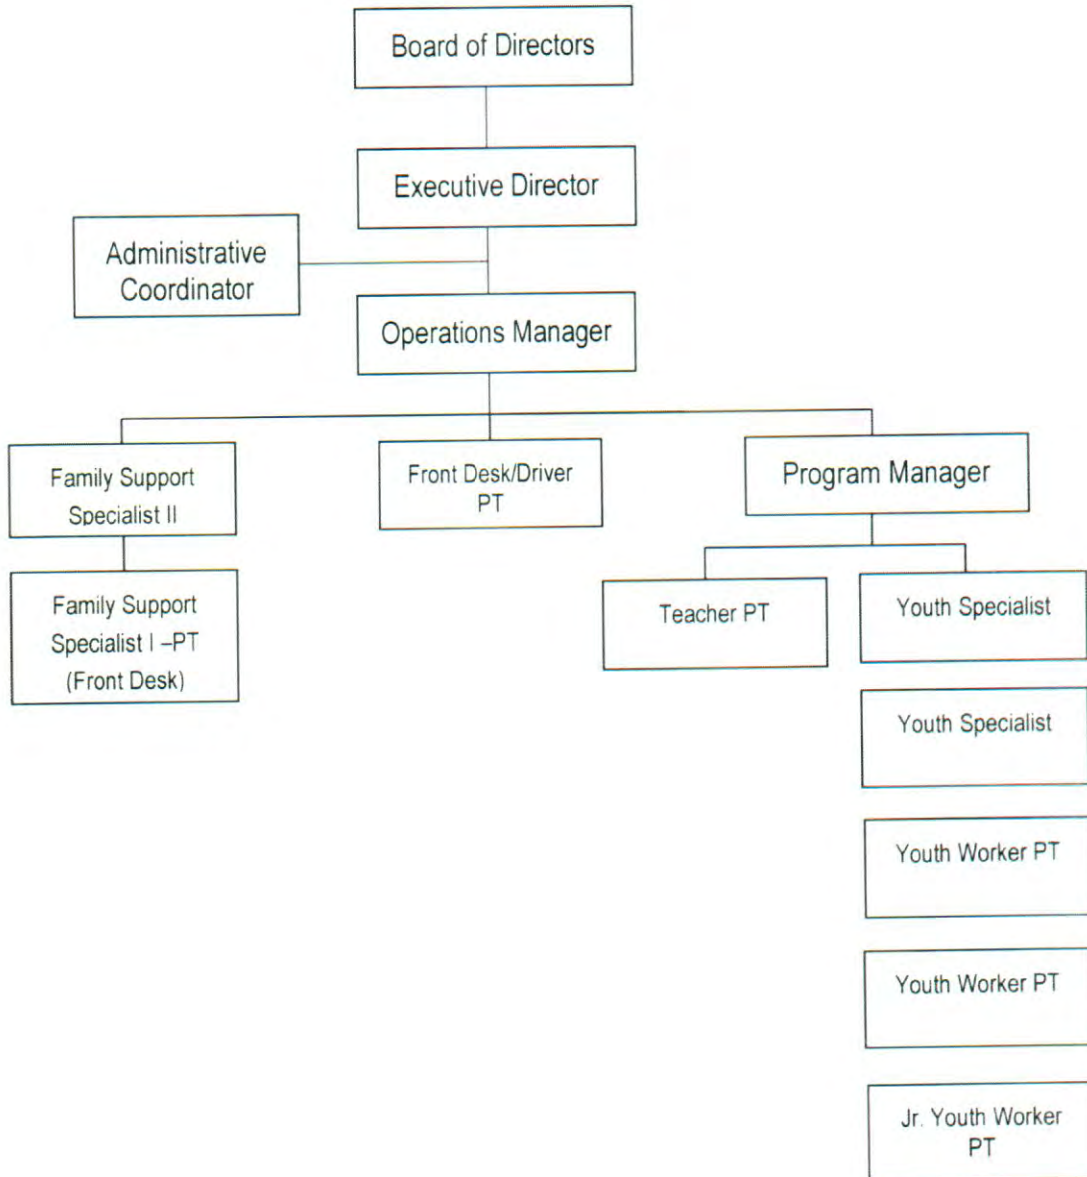 Board of Directors
Executive Director
Administrative
Coordinator
Operations Manager
Family Support
Specialist II
Front Desk/Driver
PT
Program Manager
Family Support
Specialist I –PT
(Front Desk)
Teacher PT
Youth Specialist
Youth Specialist
Youth Worker PT
Youth Worker PT
Jr. Youth Worker
PT